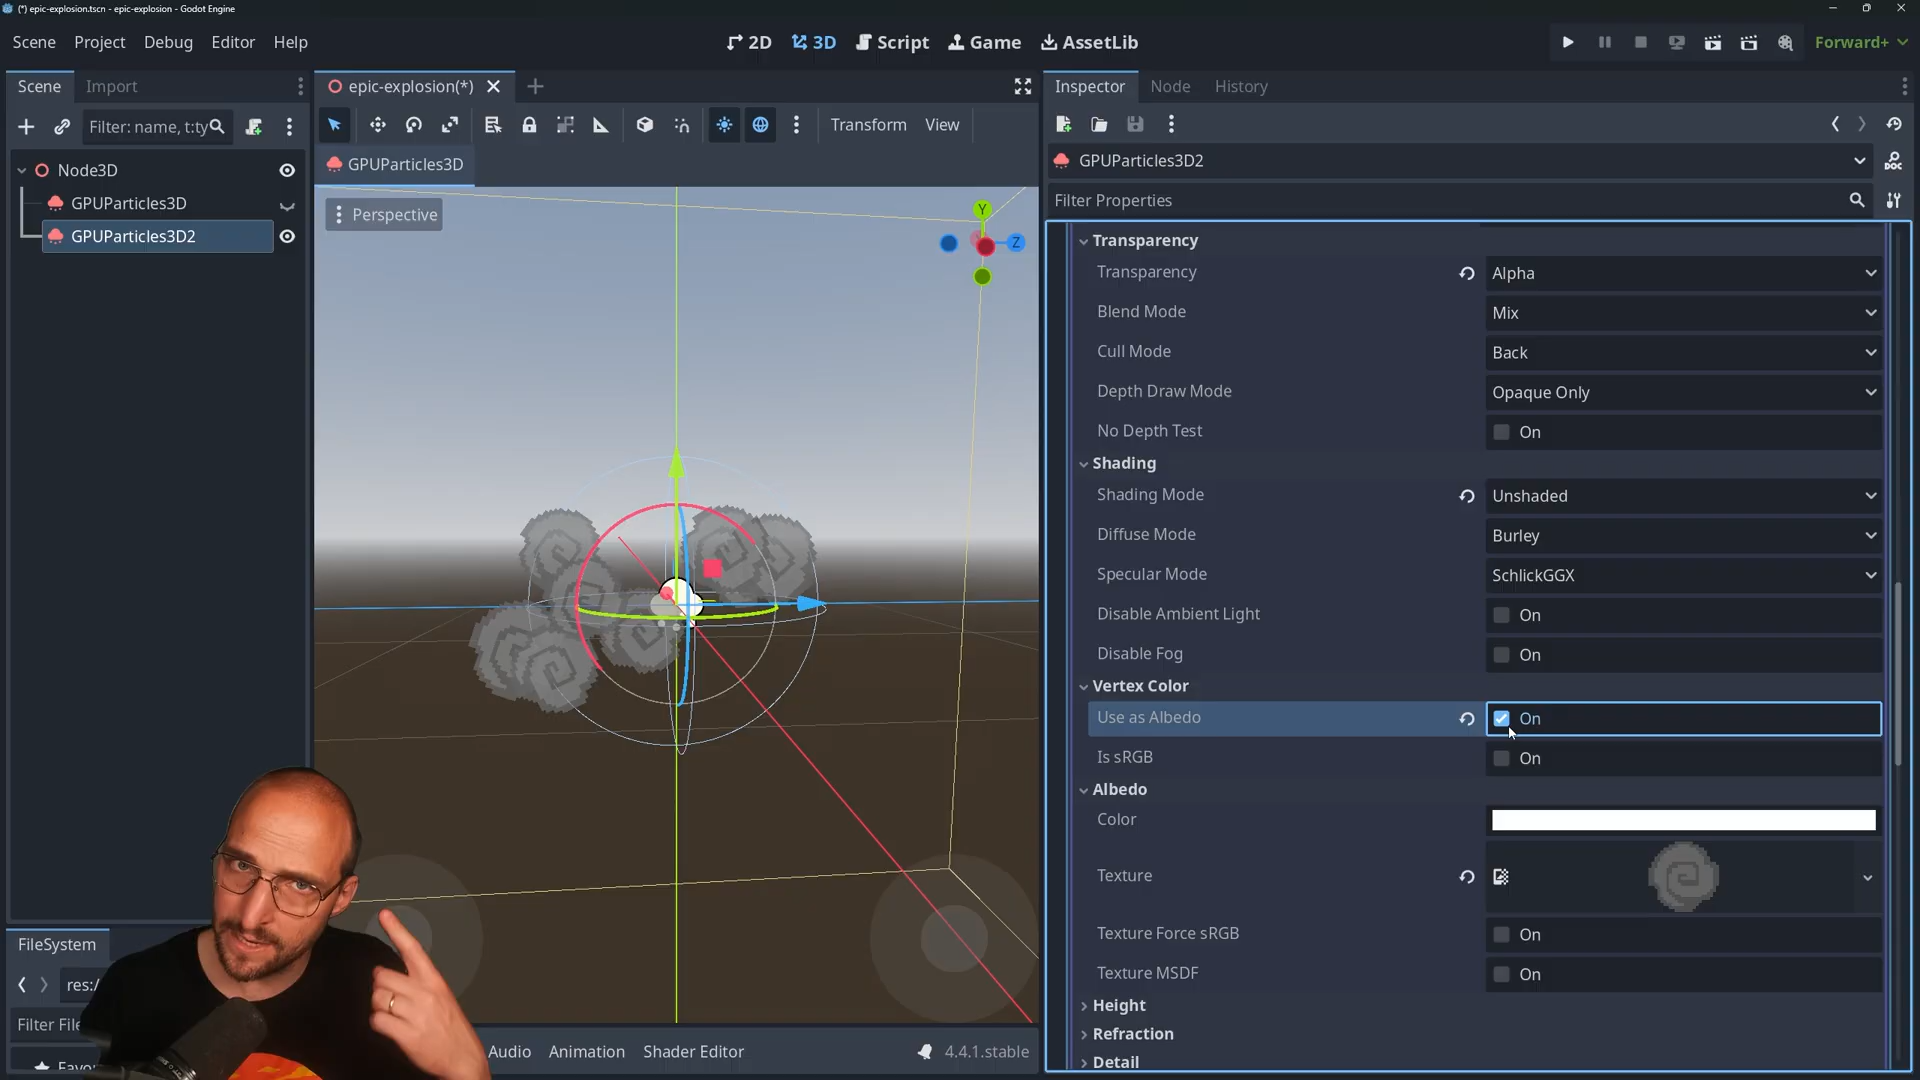 (*) epic-explosion.tscn - epic-explosion - Godot Engine
Scene Project Debug Editor Help
2D 3D Script Game AssetLib
Forward+
Scene Import
Filter: name, t:ty
Node3D
GPUParticles3D
GPUParticles3D2
epic-explosion(*)
Transform View
GPUParticles3D
Perspective
Y
Z
Inspector Node History
GPUParticles3D2
DOC
Filter Properties
Transparency
Transparency Alpha
Blend Mode Mix
Cull Mode Back
Depth Draw Mode Opaque Only
No Depth Test On
Shading
Shading Mode Unshaded
Diffuse Mode Burley
Specular Mode SchlickGGX
Disable Ambient Light On
Disable Fog On
Vertex Color
Use as Albedo On
Is sRGB On
Albedo
Color
Texture
Texture Force sRGB On
Texture MSDF On
Height
Refraction
Detail
FileSystem
res:/
Filter File
Favo
Audio Animation Shader Editor 4.4.1.stable